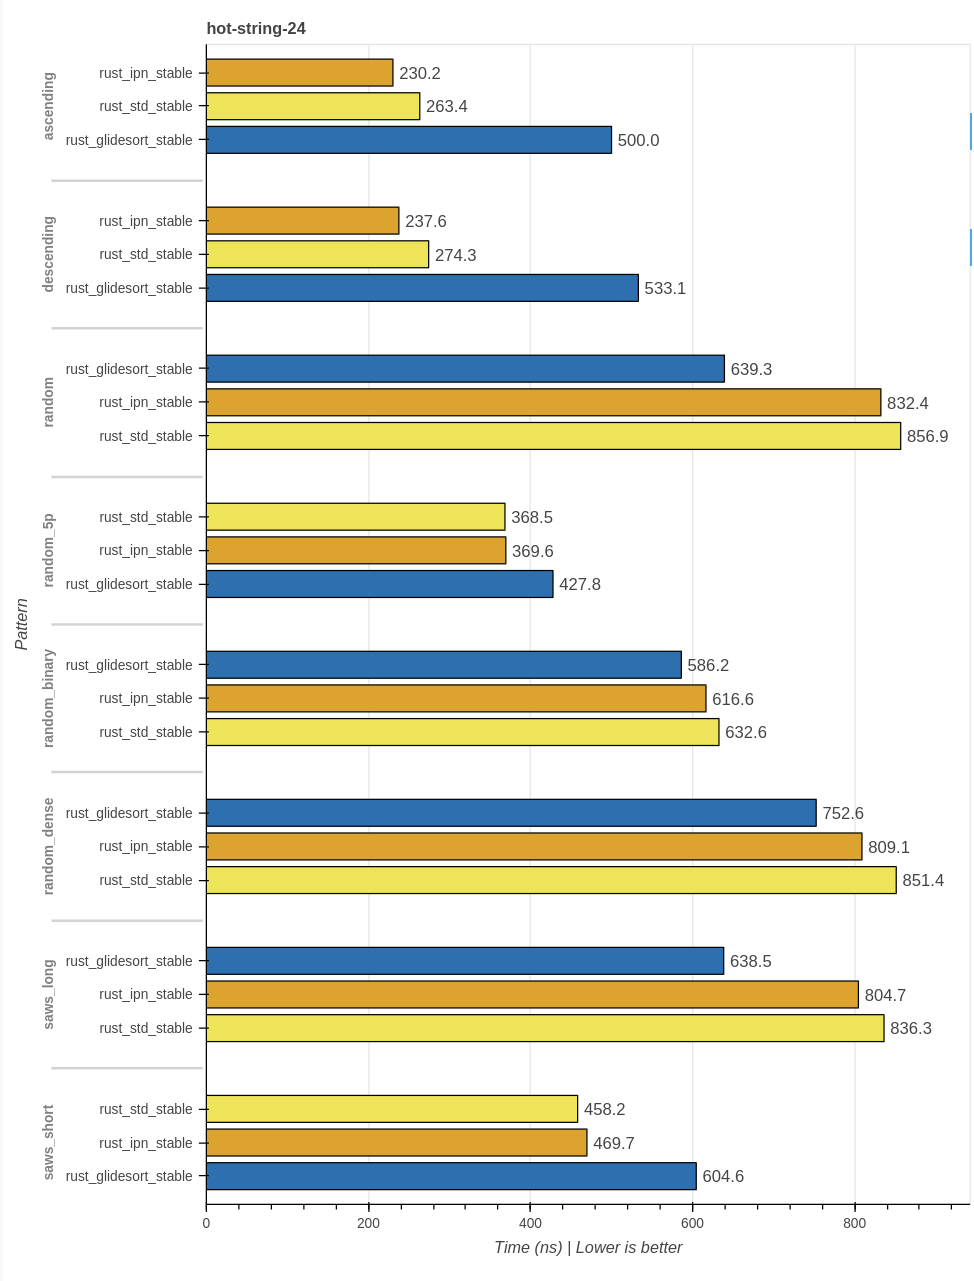 hot-string-24
ascending
rust_ipn_stable 230.2
rust_std_stable 263.4
rust_glidesort_stable 500.0
descending
rust_ipn_stable 237.6
rust_std_stable 274.3
rust_glidesort_stable 533.1
random
rust_glidesort_stable 639.3
rust_ipn_stable 832.4
rust_std_stable 856.9
random_5p
rust_std_stable 368.5
rust_ipn_stable 369.6
rust_glidesort_stable 427.8
Pattern
random_binary
rust_glidesort_stable 586.2
rust_ipn_stable 616.6
rust_std_stable 632.6
random_dense
rust_glidesort_stable 752.6
rust_ipn_stable 809.1
rust_std_stable 851.4
saws_long
rust_glidesort_stable 638.5
rust_ipn_stable 804.7
rust_std_stable 836.3
saws_short
rust_std_stable 458.2
rust_ipn_stable 469.7
rust_glidesort_stable 604.6
0 200 400 600 800
Time (ns) | Lower is better